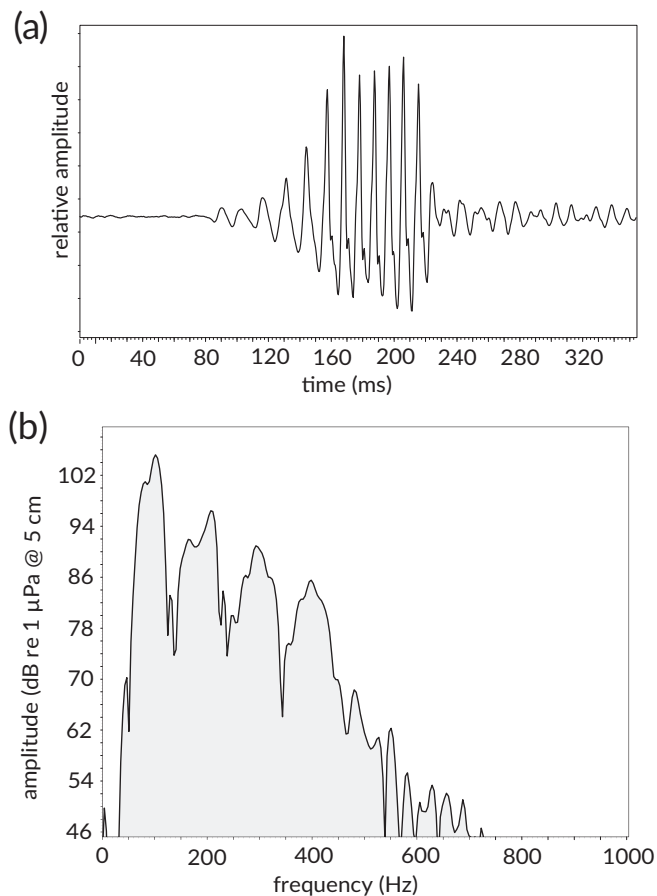 (a)
relative amplitude
0 40 80 120 160 200 240 280 320
time (ms)
(b)
amplitude (dB re 1 µPa @ 5 cm
102
94
86
78
70
62
54
46
0 200 400 600 800 1000
frequency (Hz)